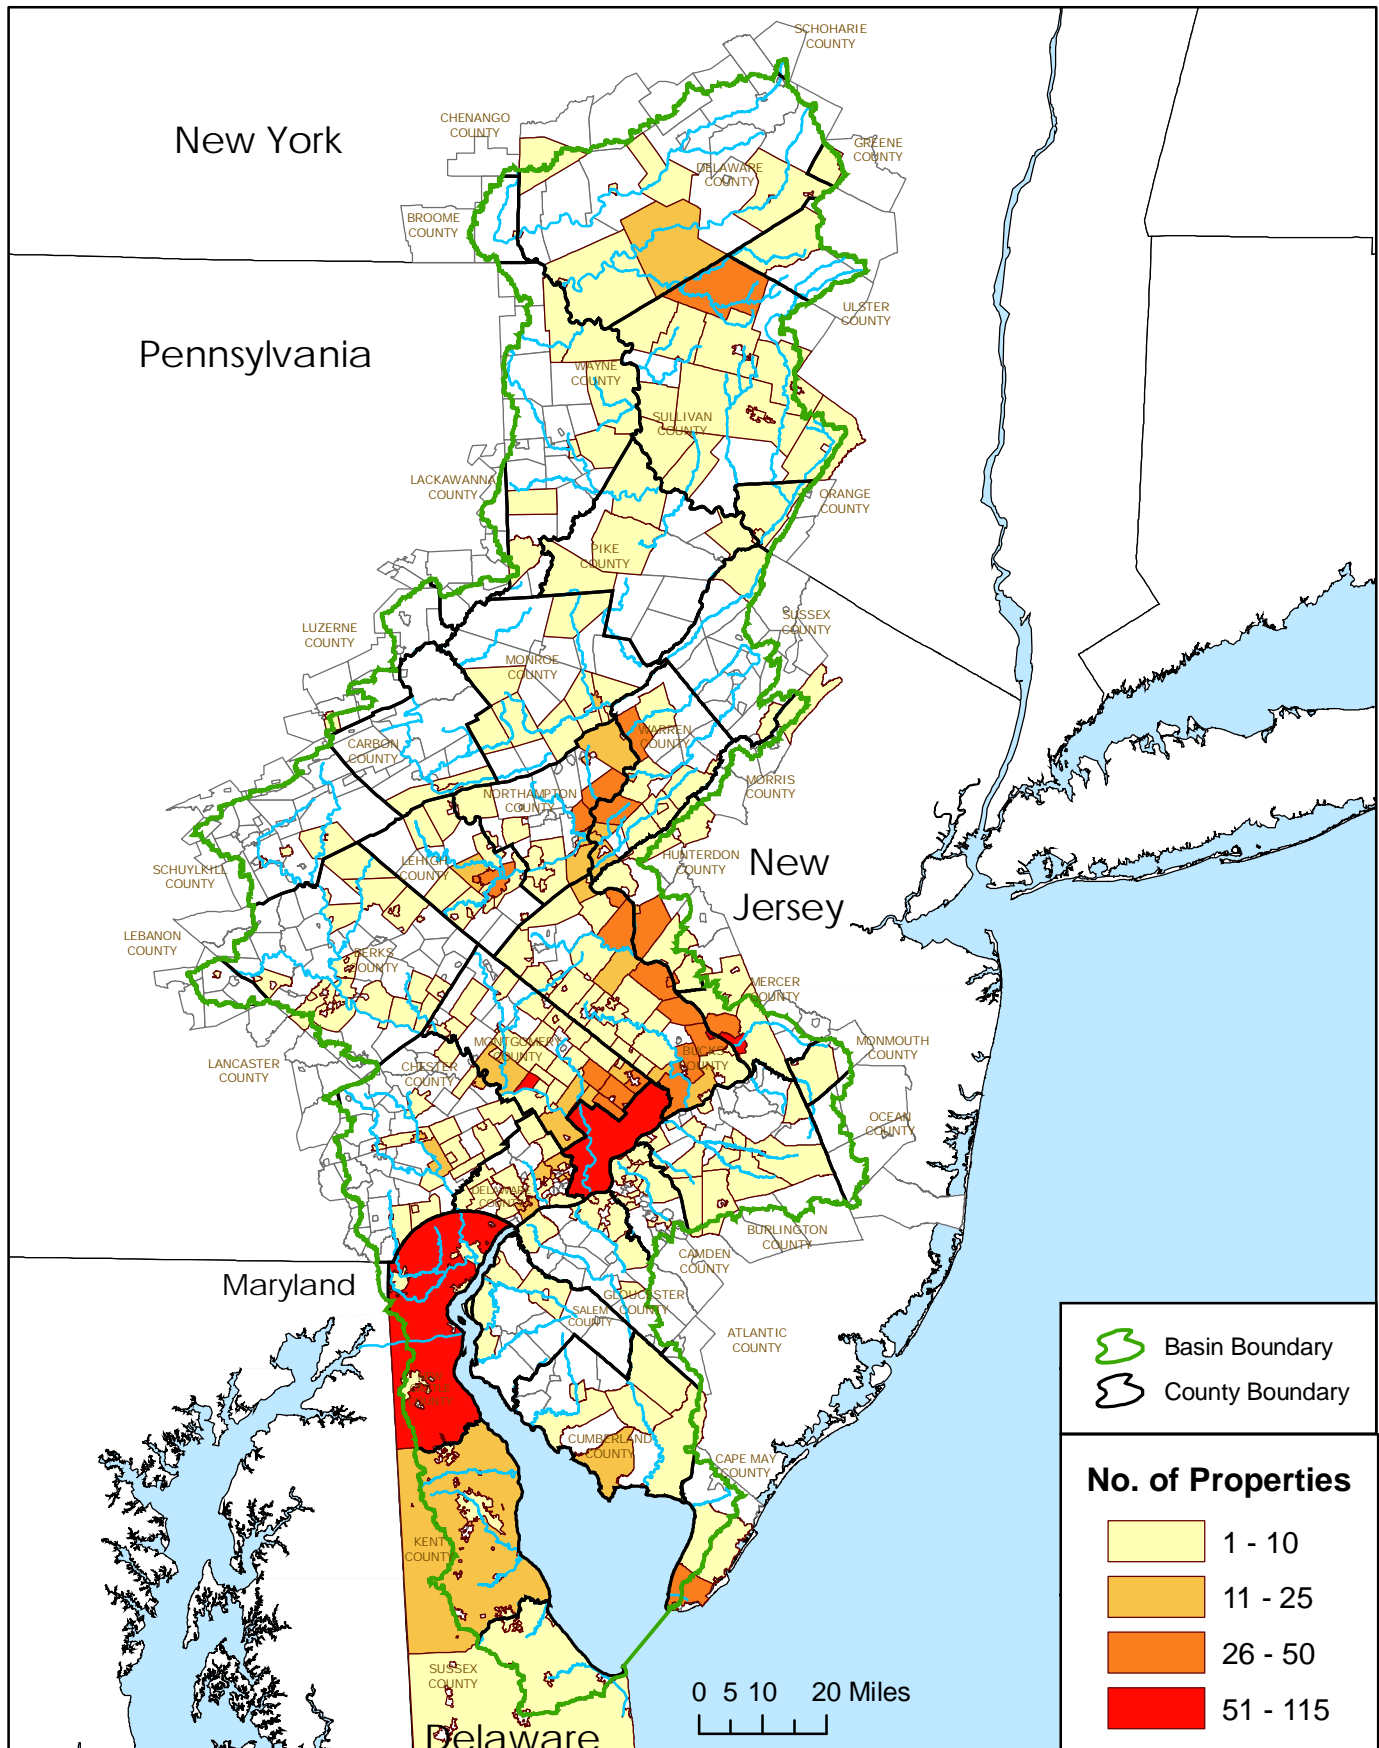 SCHOHARIE
COUNTY
CHENANGO
COUNTY
New York
GREENE
COUNTY
DELAWARE
COUNTY
BROOME
COUNTY
ULSTER
COUNTY
Pennsylvania
WAYNE
COUNTY
SULLIVAN
COUNTY
LACKAWANNA
COUNTY
ORANGE
COUNTY
PIKE
COUNTY
SUSSEX
COUNTY
LUZERNE
COUNTY
MONROE
COUNTY
WARREN
COUNTY
CARBON
COUNTY
MORRIS
COUNTY
NORTHAMPTON
COUNTY
HUNTERDON
COUNTY
New
Jersey
LEHIGH
COUNTY
SCHUYLKILL
COUNTY
LEBANON
COUNTY
BERKS
COUNTY
MERCER
COUNTY
MONTGOMERY
COUNTY
BUCKS
COUNTY
MONMOUTH
COUNTY
LANCASTER
COUNTY
CHESTER
COUNTY
OCEAN
COUNTY
DELAWARE
COUNTY
BURLINGTON
COUNTY
CAMDEN
COUNTY
Maryland
GLOUCESTER
COUNTY
SALEM
COUNTY
ATLANTIC
COUNTY
Basin Boundary
County Boundary
CUMBERLAND
COUNTY
CAPE MAY
COUNTY
No. of Properties
1 - 10
11 - 25
26 - 50
51 - 115
KENT
COUNTY
SUSSEX
COUNTY
0 5 10 20 Miles
Delaware